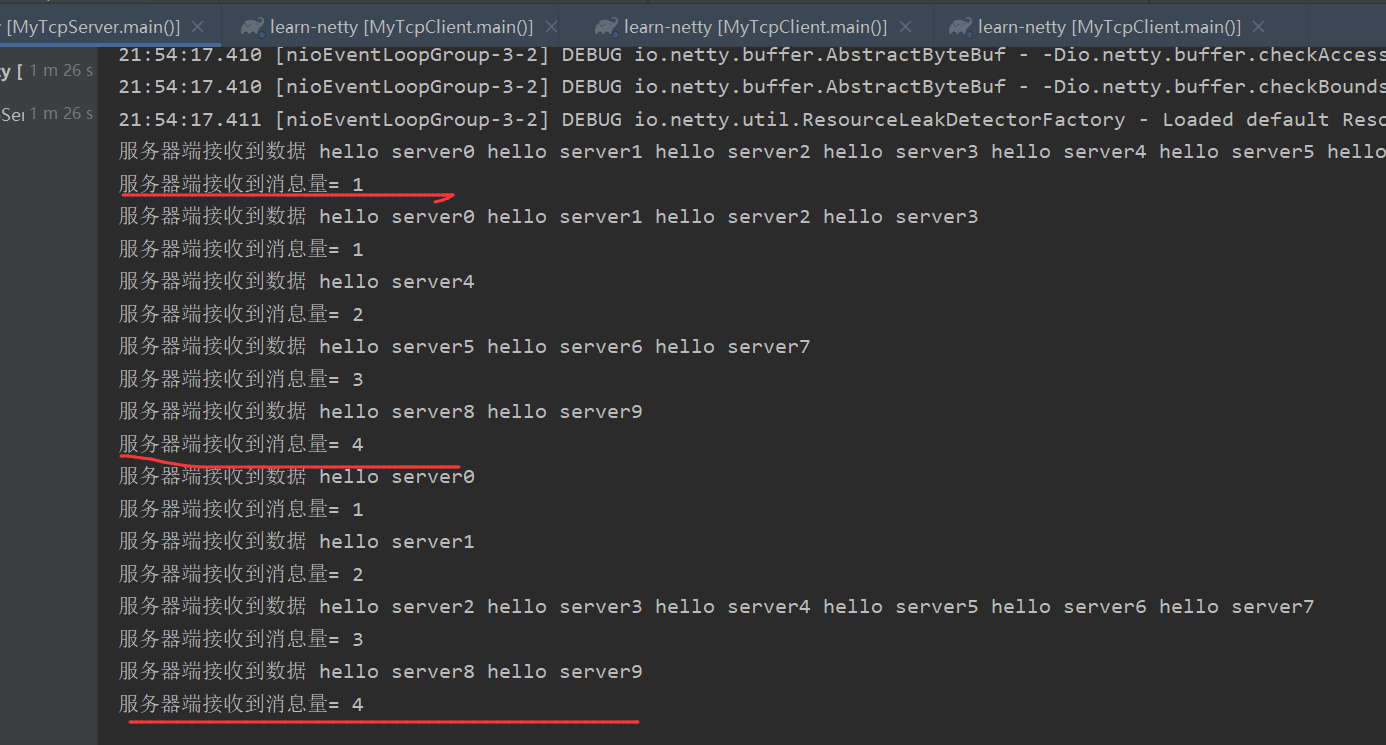 [MyTcpServer.main()] learn-netty [MyTcpClient.main()] learn-netty [MyTcpClient.main()] learn-netty [MyTcpClient.main()]
21:54:17.410 [nioEventLoopGroup-3-2] DEBUG io.netty.buffer.AbstractByteBuf - -Dio.netty.buffer.checkAccess
ty [ 1 m 26 s
21:54:17.410 [nioEventLoopGroup-3-2] DEBUG io.netty.buffer.AbstractByteBuf - -Dio.netty.buffer.checkBounds
Ser 1 m 26 s
21:54:17.411 [nioEventLoopGroup-3-2] DEBUG io.netty.util.ResourceLeakDetectorFactory - Loaded default Reso
服务器端接收到数据 hello server0 hello server1 hello server2 hello server3 hello server4 hello server5 hello
服务器端接收到消息量= 1
服务器端接收到数据 hello server0 hello server1 hello server2 hello server3
服务器端接收到消息量= 1
服务器端接收到数据 hello server4
服务器端接收到消息量= 2
服务器端接收到数据 hello server5 hello server6 hello server7
服务器端接收到消息量= 3
服务器端接收到数据 hello server8 hello server9
服务器端接收到消息量= 4
服务器端接收到数据 hello server0
服务器端接收到消息量= 1
服务器端接收到数据 hello server1
服务器端接收到消息量= 2
服务器端接收到数据 hello server2 hello server3 hello server4 hello server5 hello server6 hello server7
服务器端接收到消息量= 3
服务器端接收到数据 hello server8 hello server9
服务器端接收到消息量= 4